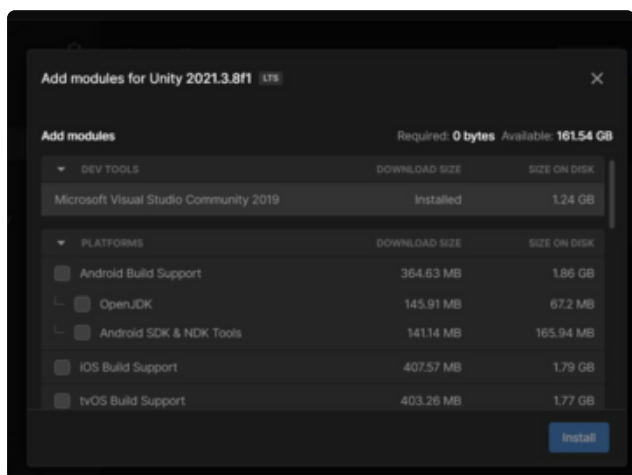 Add modules for Unity 2021.3.8f1 LTS
Add modules Required: 0 bytes Available: 161.54 GB
DEV TOOLS DOWNLOAD SIZE SIZE ON DISK
Microsoft Visual Studio Community 2019 Installed 1.24 GB
PLATFORMS DOWNLOAD SIZE SIZE ON DISK
Android Build Support 364.63 MB 1.86 GB
OpenJDK 145.91 MB 67.2 MB
Android SDK & NDK Tools 141.14 MB 165.94 MB
iOS Build Support 407.57 MB 1.79 GB
tvOS Build Support 403.26 MB 1.77 GB
Install